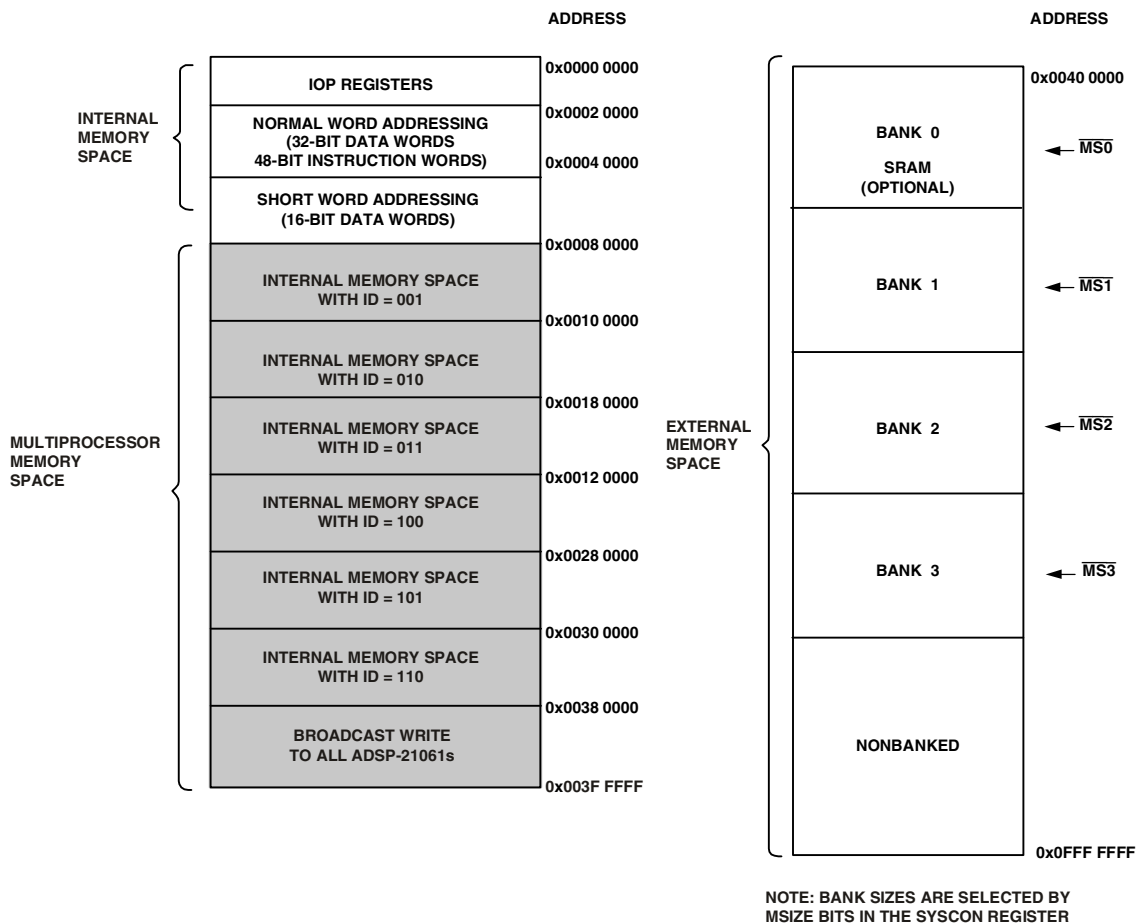 ADDRESS
0x0000 0000
IOP REGISTERS
0x0002 0000
INTERNAL
MEMORY
SPACE
NORMAL WORD ADDRESSING
(32-BIT DATA WORDS
48-BIT INSTRUCTION WORDS)
0x0004 0000
SHORT WORD ADDRESSING
(16-BIT DATA WORDS)
0x0008 0000
INTERNAL MEMORY SPACE
WITH ID = 001
0x0010 0000
INTERNAL MEMORY SPACE
WITH ID = 010
0x0018 0000
MULTIPROCESSOR
MEMORY
SPACE
INTERNAL MEMORY SPACE
WITH ID = 011
0x0012 0000
INTERNAL MEMORY SPACE
WITH ID = 100
0x0028 0000
INTERNAL MEMORY SPACE
WITH ID = 101
0x0030 0000
INTERNAL MEMORY SPACE
WITH ID = 110
0x0038 0000
BROADCAST WRITE
TO ALL ADSP-21061s
0x003F FFFF
ADDRESS
0x0040 0000
BANK 0
MS0
SRAM
(OPTIONAL)
BANK 1
MS1
EXTERNAL
MEMORY
SPACE
BANK 2
MS2
BANK 3
MS3
NONBANKED
0x0FFF FFFF
NOTE: BANK SIZES ARE SELECTED BY
MSIZE BITS IN THE SYSCON REGISTER